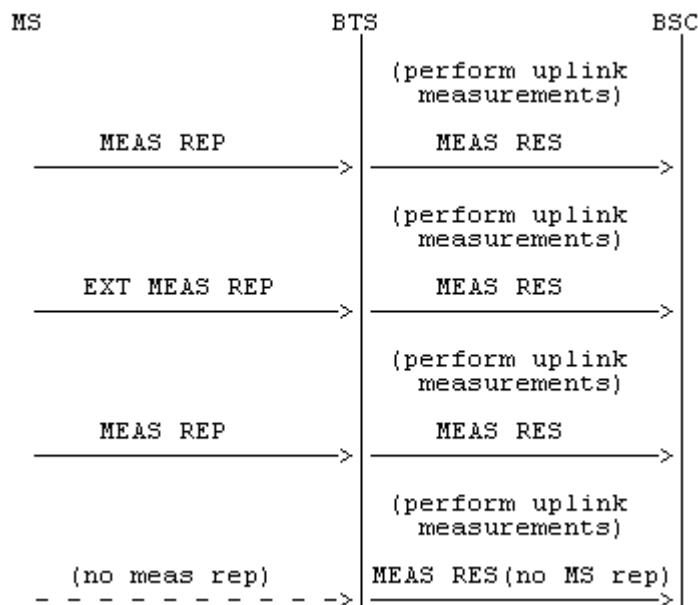 MS BTS BSC
(perform uplink
measurements)
MEAS REP MEAS RES
(perform uplink
measurements)
EXT MEAS REP MEAS RES
(perform uplink
measurements)
MEAS REP MEAS RES
(perform uplink
measurements)
(no meas rep) MEAS RES(no MS rep)